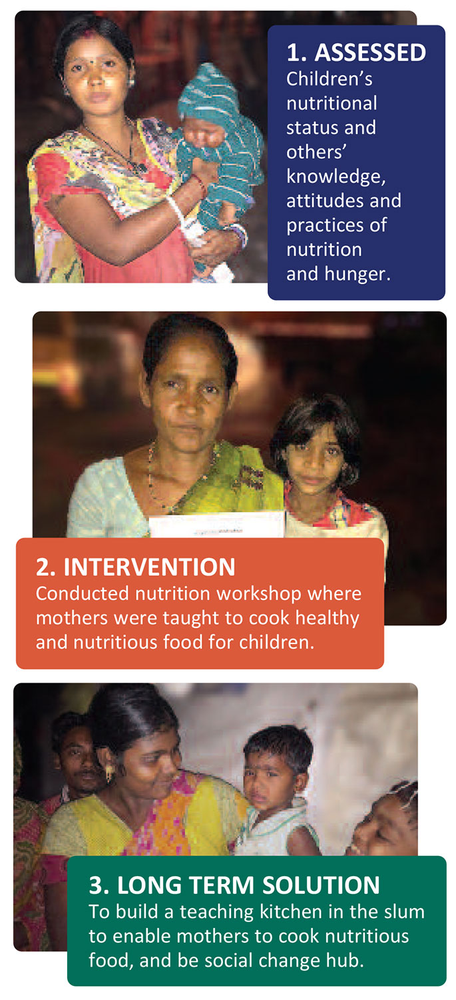 1. ASSESSED
Children’s
nutritional
status and
others’
knowledge,
attitudes and
practices of
nutrition
and hunger.
2. INTERVENTION
Conducted nutrition workshop where
mothers were taught to cook healthy
and nutritious food for children.
3. LONG TERM SOLUTION
To build a teaching kitchen in the slum
to enable mothers to cook nutritious
food, and be social change hub.